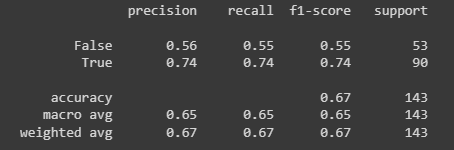 precision recall f1-score support
False 0.56 0.55 0.55 53
True 0.74 0.74 0.74 90
accuracy 0.67 143
macro avg 0.65 0.65 0.65 143
weighted avg 0.67 0.67 0.67 143